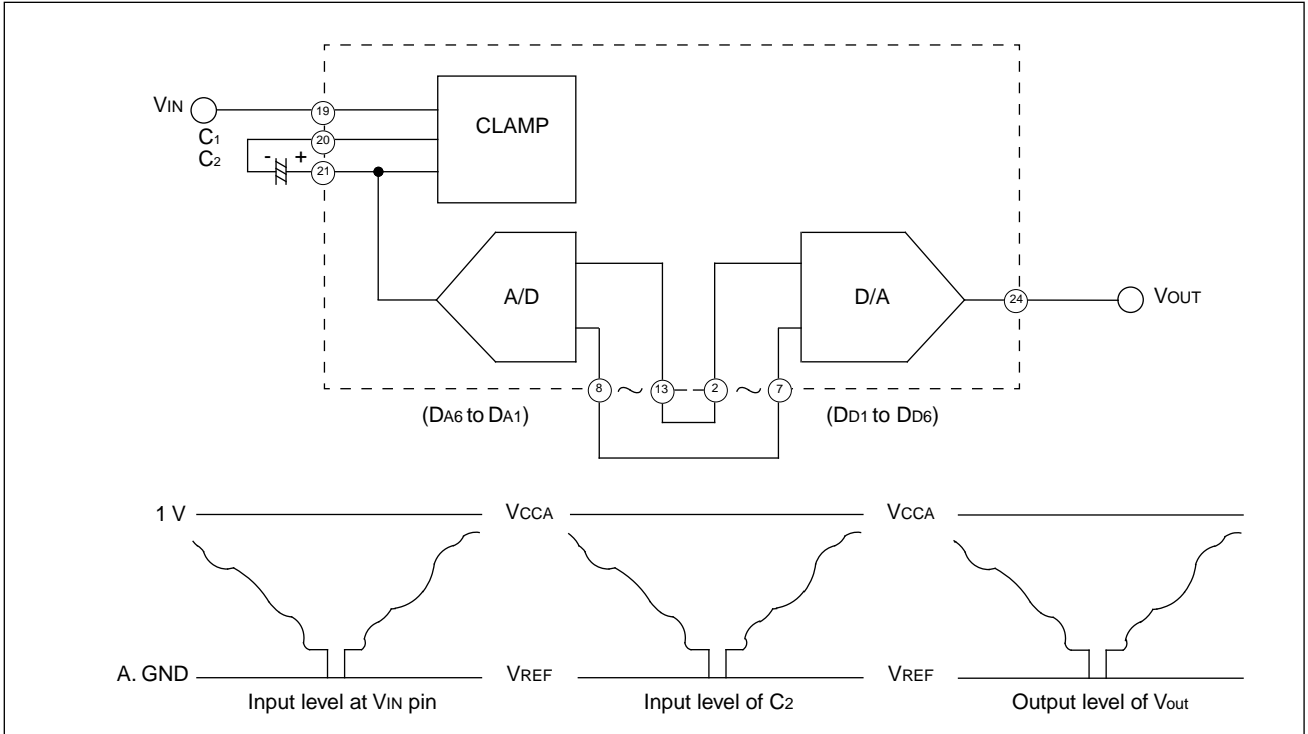 VIN
C1
C2
- +
19
20
21
CLAMP
A/D
D/A
24
VOUT
8 ~ 13 2 ~ 7
(DA6 to DA1)
(DD1 to DD6)
1 V
VCCA
VCCA
A. GND
VREF
VREF
Input level at VIN pin
Input level of C2
Output level of Vout